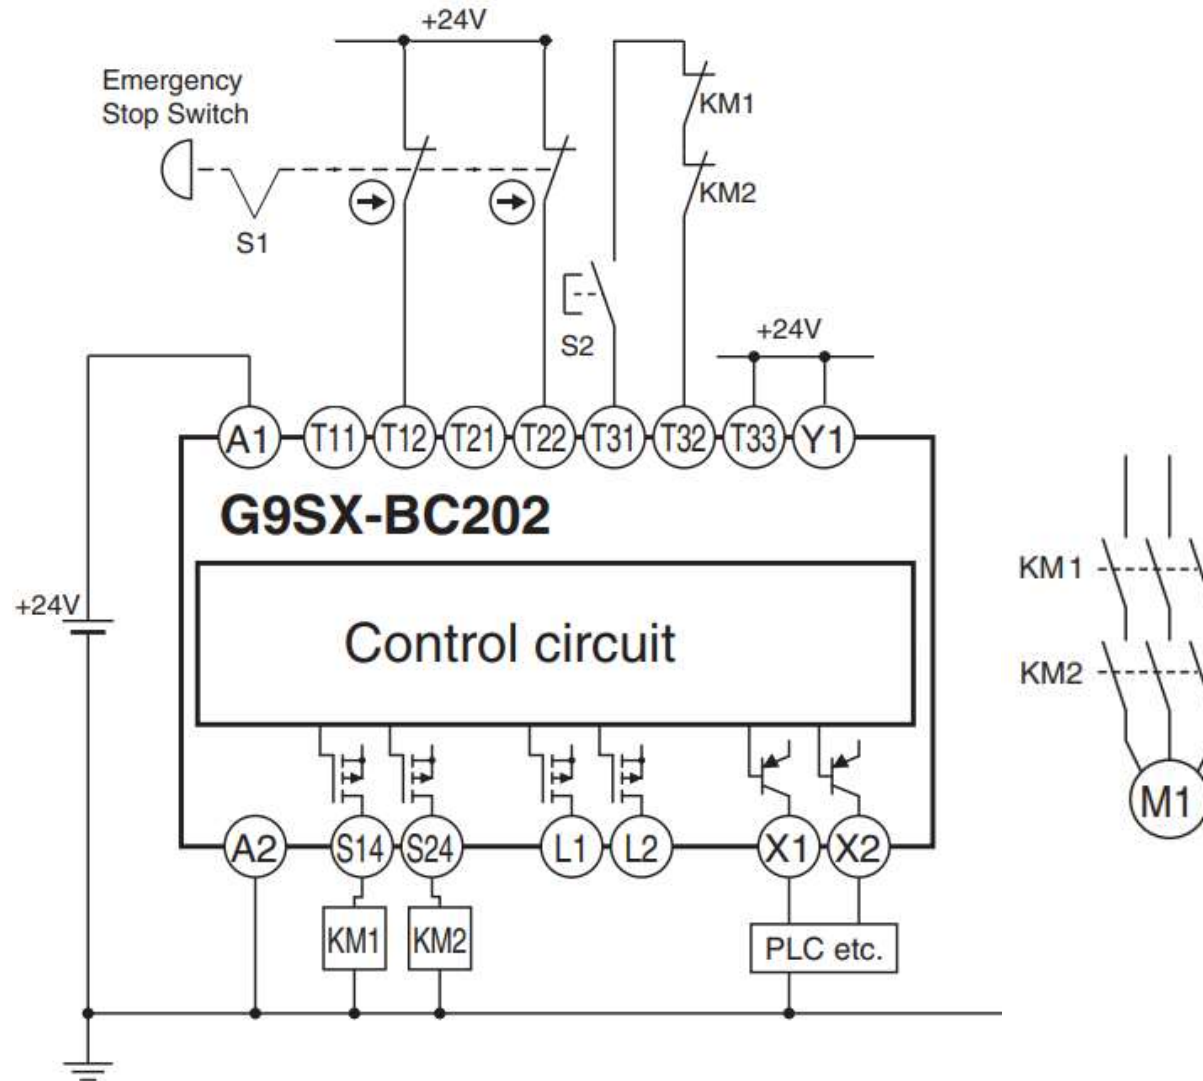 +24V
Emergency
Stop Switch
KM1
KM2
S1
S2
+24V
A1 T11 T12 T21 T22 T31 T32 T33 Y1
G9SX-BC202
KM1
+24V
Control circuit
KM2
M1
A2 S14 S24 L1 L2 X1 X2
KM1 KM2 PLC etc.